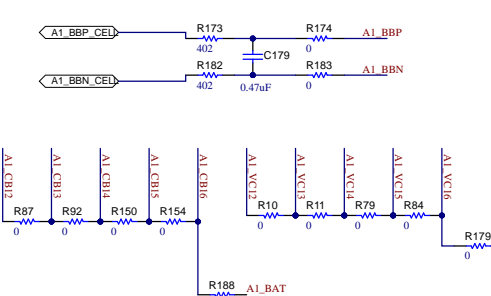 R173 R174
A1_BBP_CELL A1_BBP
402 0
C179
R182 R183
A1_BBN_CELL A1_BBN
402 0.47uF 0
A1_CB12 A1_CB13 A1_CB14 A1_CB15 A1_CB16 A1_VC12 A1_VC13 A1_VC14 A1_VC15 A1_VC16
R87 R92 R150 R154 R10 R11 R79 R84
0 0 0 0 0 0 0 0
R179
0
R188 A1_BAT